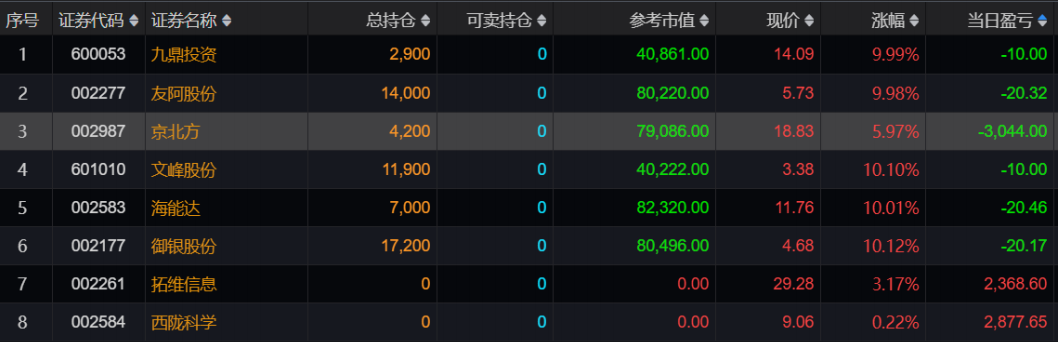 序号 证券代码 证券名称 总持仓 可卖持仓 参考市值 现价 涨幅 当日盈亏
1 600053 九鼎投资 2,900 0 40,861.00 14.09 9.99% -10.00
2 002277 友阿股份 14,000 0 80,220.00 5.73 9.98% -20.32
3 002987 京北方 4,200 0 79,086.00 18.83 5.97% -3,044.00
4 601010 文峰股份 11,900 0 40,222.00 3.38 10.10% -10.00
5 002583 海能达 7,000 0 82,320.00 11.76 10.01% -20.46
6 002177 御银股份 17,200 0 80,496.00 4.68 10.12% -20.17
7 002261 拓维信息 0 0 0.00 29.28 3.17% 2,368.60
8 002584 西陇科学 0 0 0.00 9.06 0.22% 2,877.65